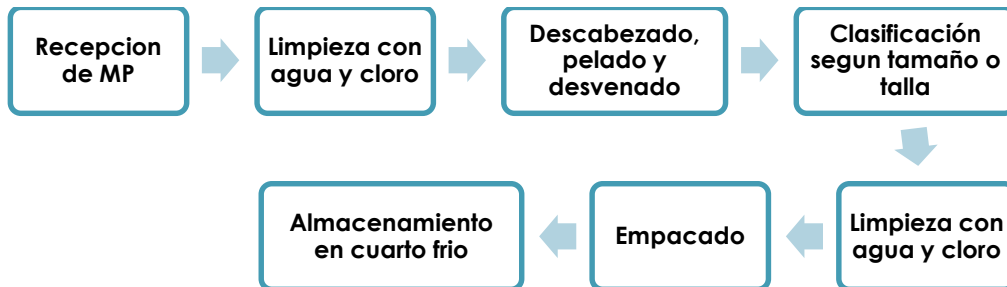 Recepcion
de MP
Limpieza con
agua y cloro
Descabezado,
pelado y
desvenado
Clasificación
segun tamaño o
talla
Limpieza con
agua y cloro
Empacado
Almacenamiento
en cuarto frio